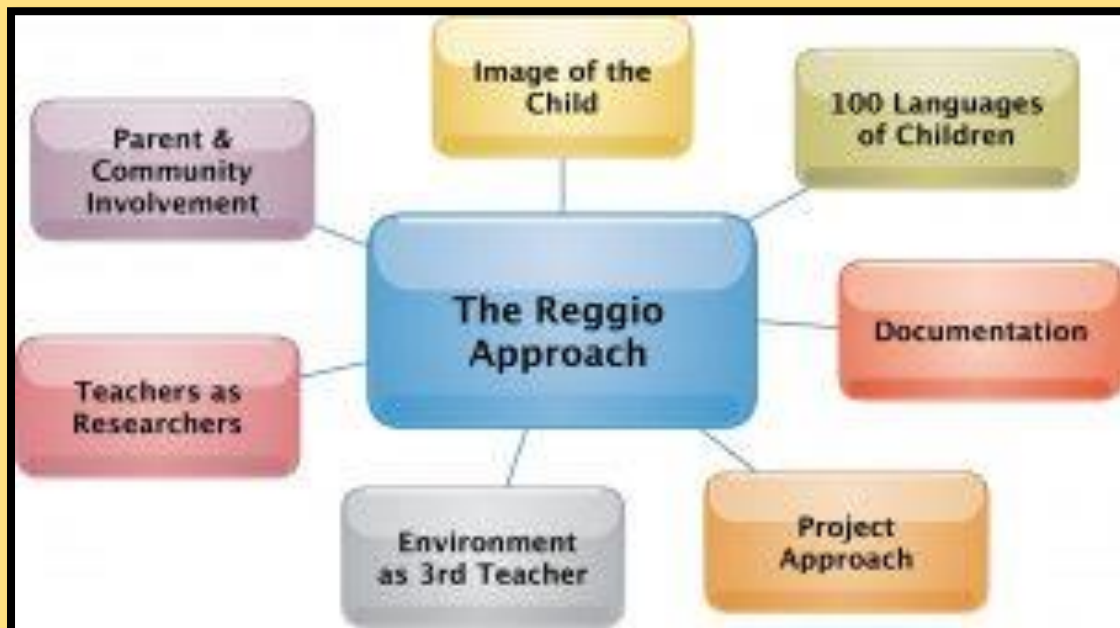 Image of the
Child
100 Languages
of Children
Parent &
Community
Involvement
The Reggio
Approach
Documentation
Teachers as
Researchers
Environment
as 3rd Teacher
Project
Approach